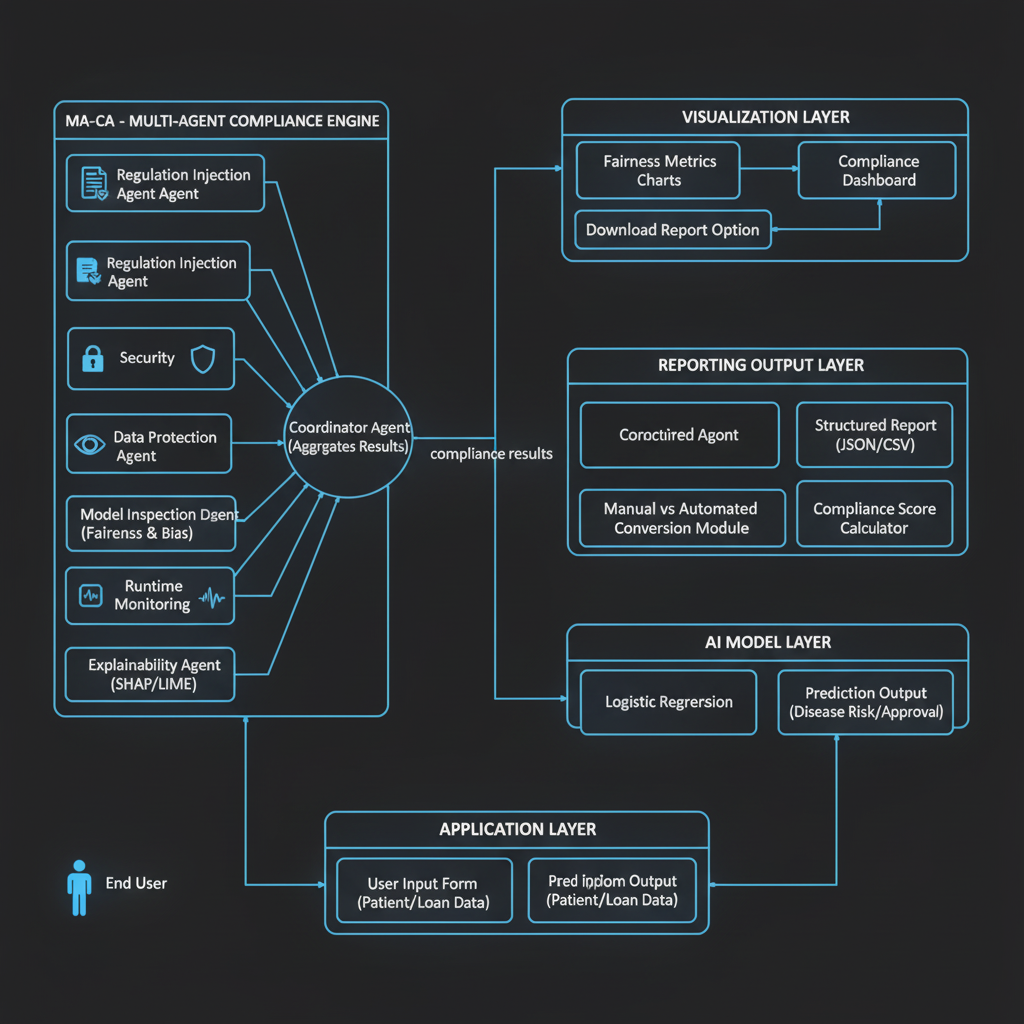 MA-CA - MULTI-AGENT COMPLIANCE ENGINE
Regulation Injection
Agent Agent
Regulation Injection
Agent
Security
Data Protection
Agent
Model Inspection Dgent
(Fairenss & Bias)
Runtime
Monitoring
Explainability Agent
(SHAP/LIME)
Coordinator Agent
(Aggrgates Results)
compliance results
VISUALIZATION LAYER
Fairness Metrics
Charts
Compliance
Dashboard
Download Report Option
REPORTING OUTPUT LAYER
Coroctured Agont
Structured Report
(JSON/CSV)
Manual vs Automated
Conversion Module
Compliance Score
Calculator
AI MODEL LAYER
Logistic Regrersion
Prediction Output
(Disease Risk/Approval)
APPLICATION LAYER
User Input Form
(Patient/Loan Data)
Output
(Patient/Loan Data)
End User